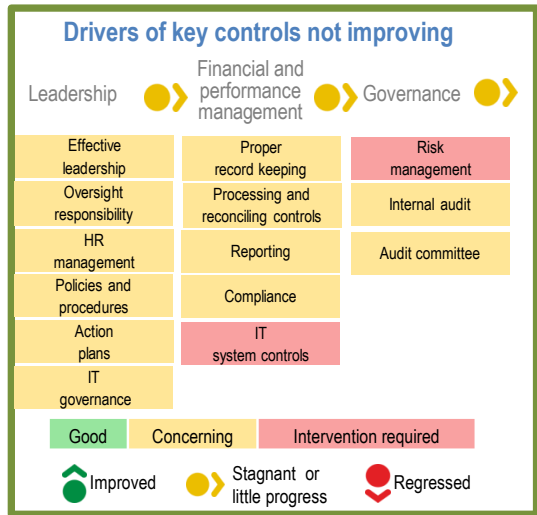 Drivers of key controls not improving
Leadership
Financial and
performance
management
Governance
Effective
leadership
Oversight
responsibility
HR
management
Policies and
procedures
Action
plans
IT
governance
Proper
record keeping
Processing and
reconciling controls
Reporting
Compliance
IT
system controls
Risk
management
Internal audit
Audit committee
Good
Concerning
Intervention required
Improved
Stagnant or
little progress
Regressed